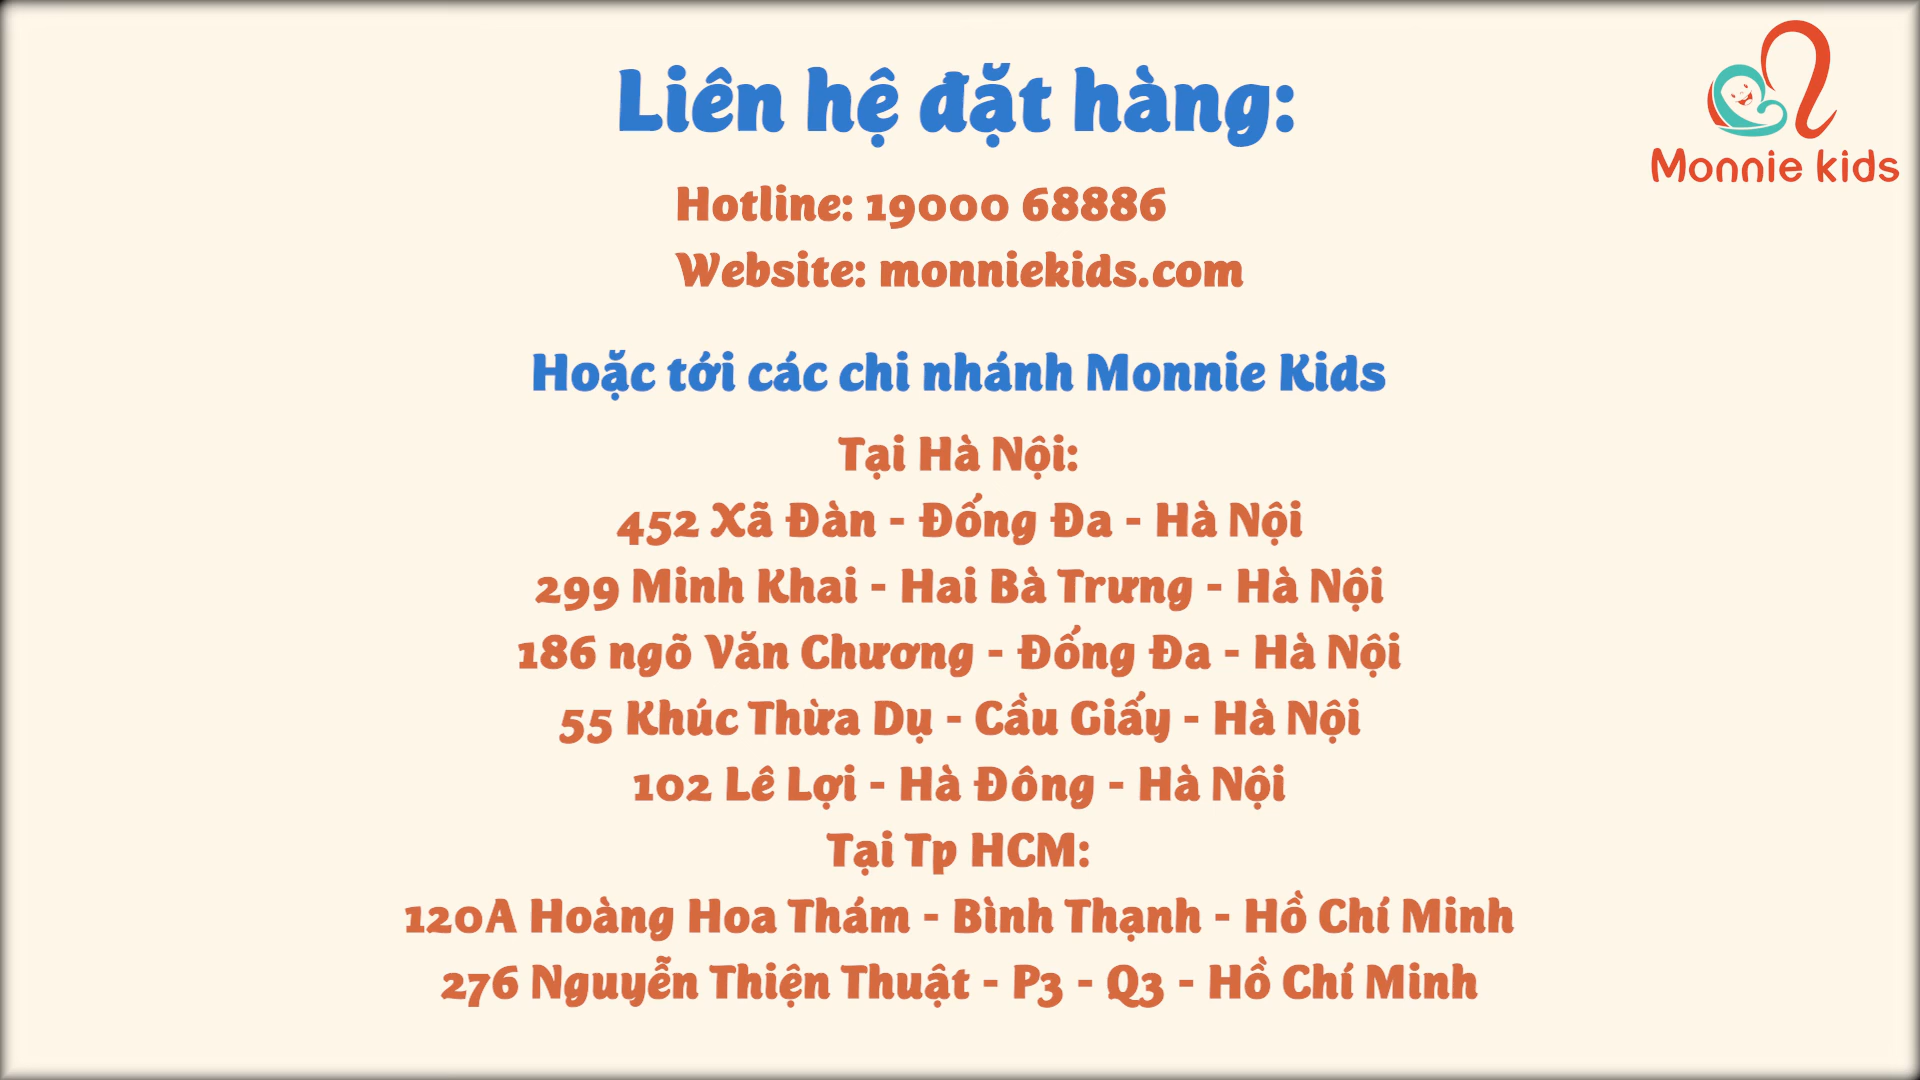 Liên hệ đặt hàng:
Monnie kids
Hotline: 19000 68886
Website: monniekids.com
Hoặc tới các chi nhánh Monnie Kids
Tại Hà Nội:
452 Xã Đàn - Đống Đa - Hà Nội
299 Minh Khai - Hai Bà Trưng - Hà Nội
186 ngõ Văn Chương - Đống Đa - Hà Nội
55 Khúc Thừa Dụ - Cầu Giấy - Hà Nội
102 Lê Lợi - Hà Đông - Hà Nội
Tại Tp HCM:
120A Hoàng Hoa Thám - Bình Thạnh - Hồ Chí Minh
276 Nguyễn Thiện Thuật - P3 - Q3 - Hồ Chí Minh